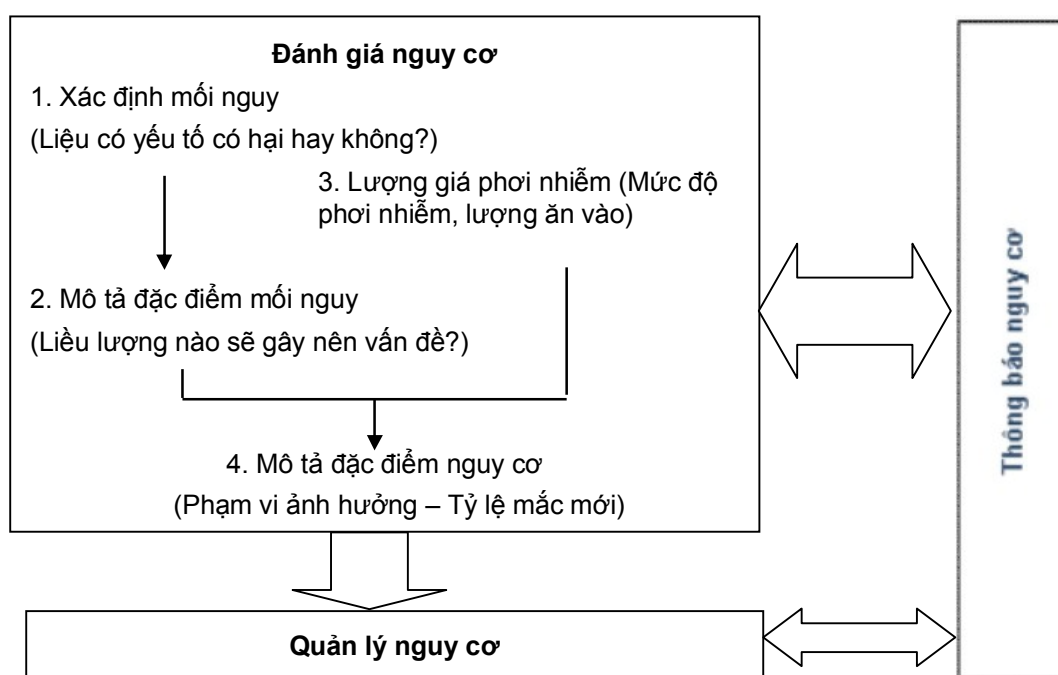 Đánh giá nguy cơ
1. Xác định mối nguy
(Liệu có yếu tố có hại hay không?)
3. Lượng giá phơi nhiễm (Mức độ
phơi nhiễm, lượng ăn vào)
2. Mô tả đặc điểm mối nguy
(Liều lượng nào sẽ gây nên vấn đề?)
4. Mô tả đặc điểm nguy cơ
(Phạm vi ảnh hưởng – Tỷ lệ mắc mới)
Quản lý nguy cơ
Thông báo nguy cơ